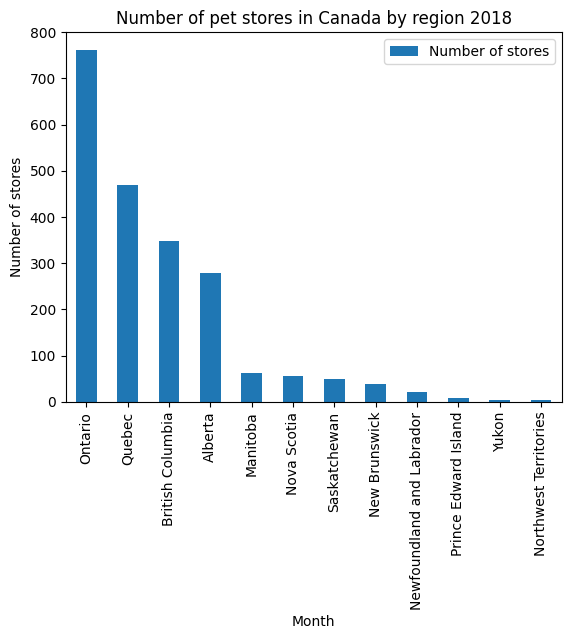 Number of pet stores in Canada by region 2018
Number of stores
800
700
600
500
400
300
200
100
0
Number of stores
Ontario
Quebec
British Columbia
Alberta
Manitoba
Nova Scotia
Saskatchewan
New Brunswick
Newfoundland and Labrador
Prince Edward Island
Yukon
Northwest Territories
Month